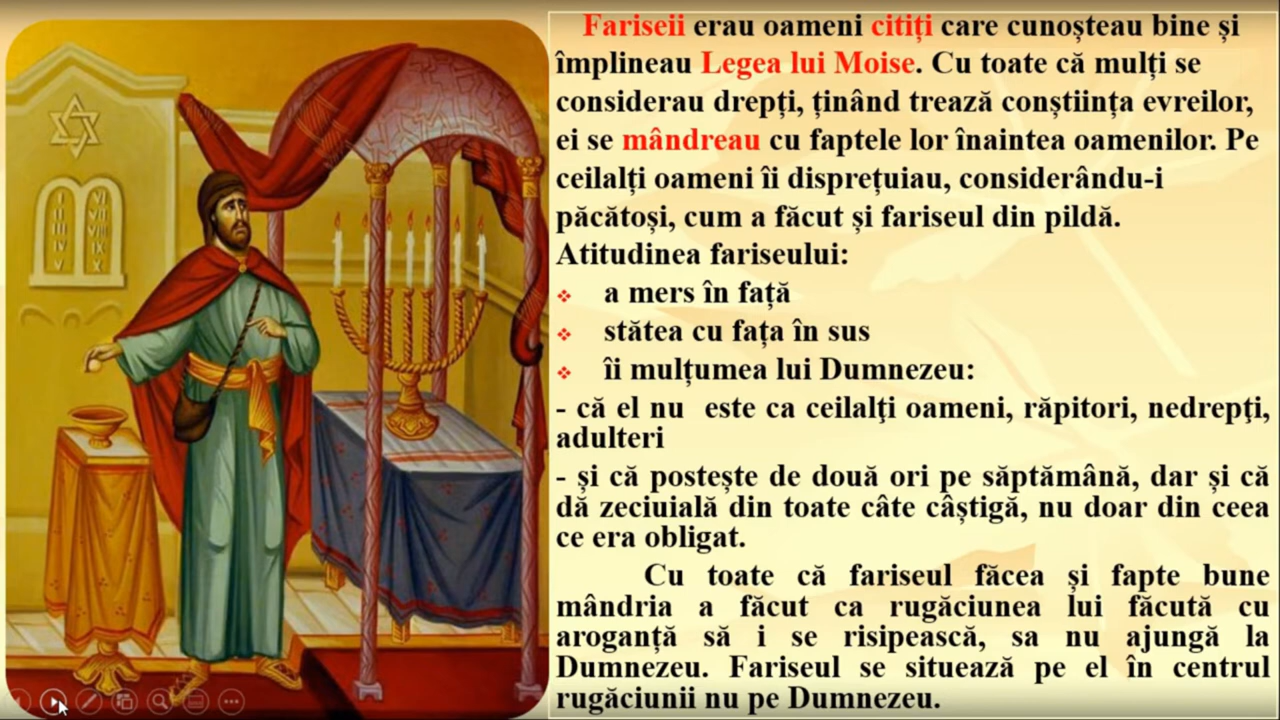 Fariseii erau oameni citiți care cunoșteau bine și
împlineau Legea lui Moise. Cu toate că mulți se
considerau drepți, ținând trează conștiința evreilor,
ei se mândreau cu faptele lor înaintea oamenilor. Pe
ceilalți oameni îi disprețuiau, considerându-i
păcătoși, cum a făcut și fariseul din pildă.
Atitudinea fariseului:
❖ a mers în față
❖ stătea cu fața în sus
❖ îi mulțumea lui Dumnezeu:
- că el nu  este ca ceilalţi oameni, răpitori, nedrepţi,
adulteri
- și că postește de două ori pe săptămână, dar și că
dă zeciuială din toate câte câștigă, nu doar din ceea
ce era obligat.
Cu toate că fariseul făcea și fapte bune
mândria a făcut ca rugăciunea lui făcută cu
aroganță să i se risipească, sa nu ajungă la
Dumnezeu. Fariseul se situează pe el în centrul
rugăciunii nu pe Dumnezeu.